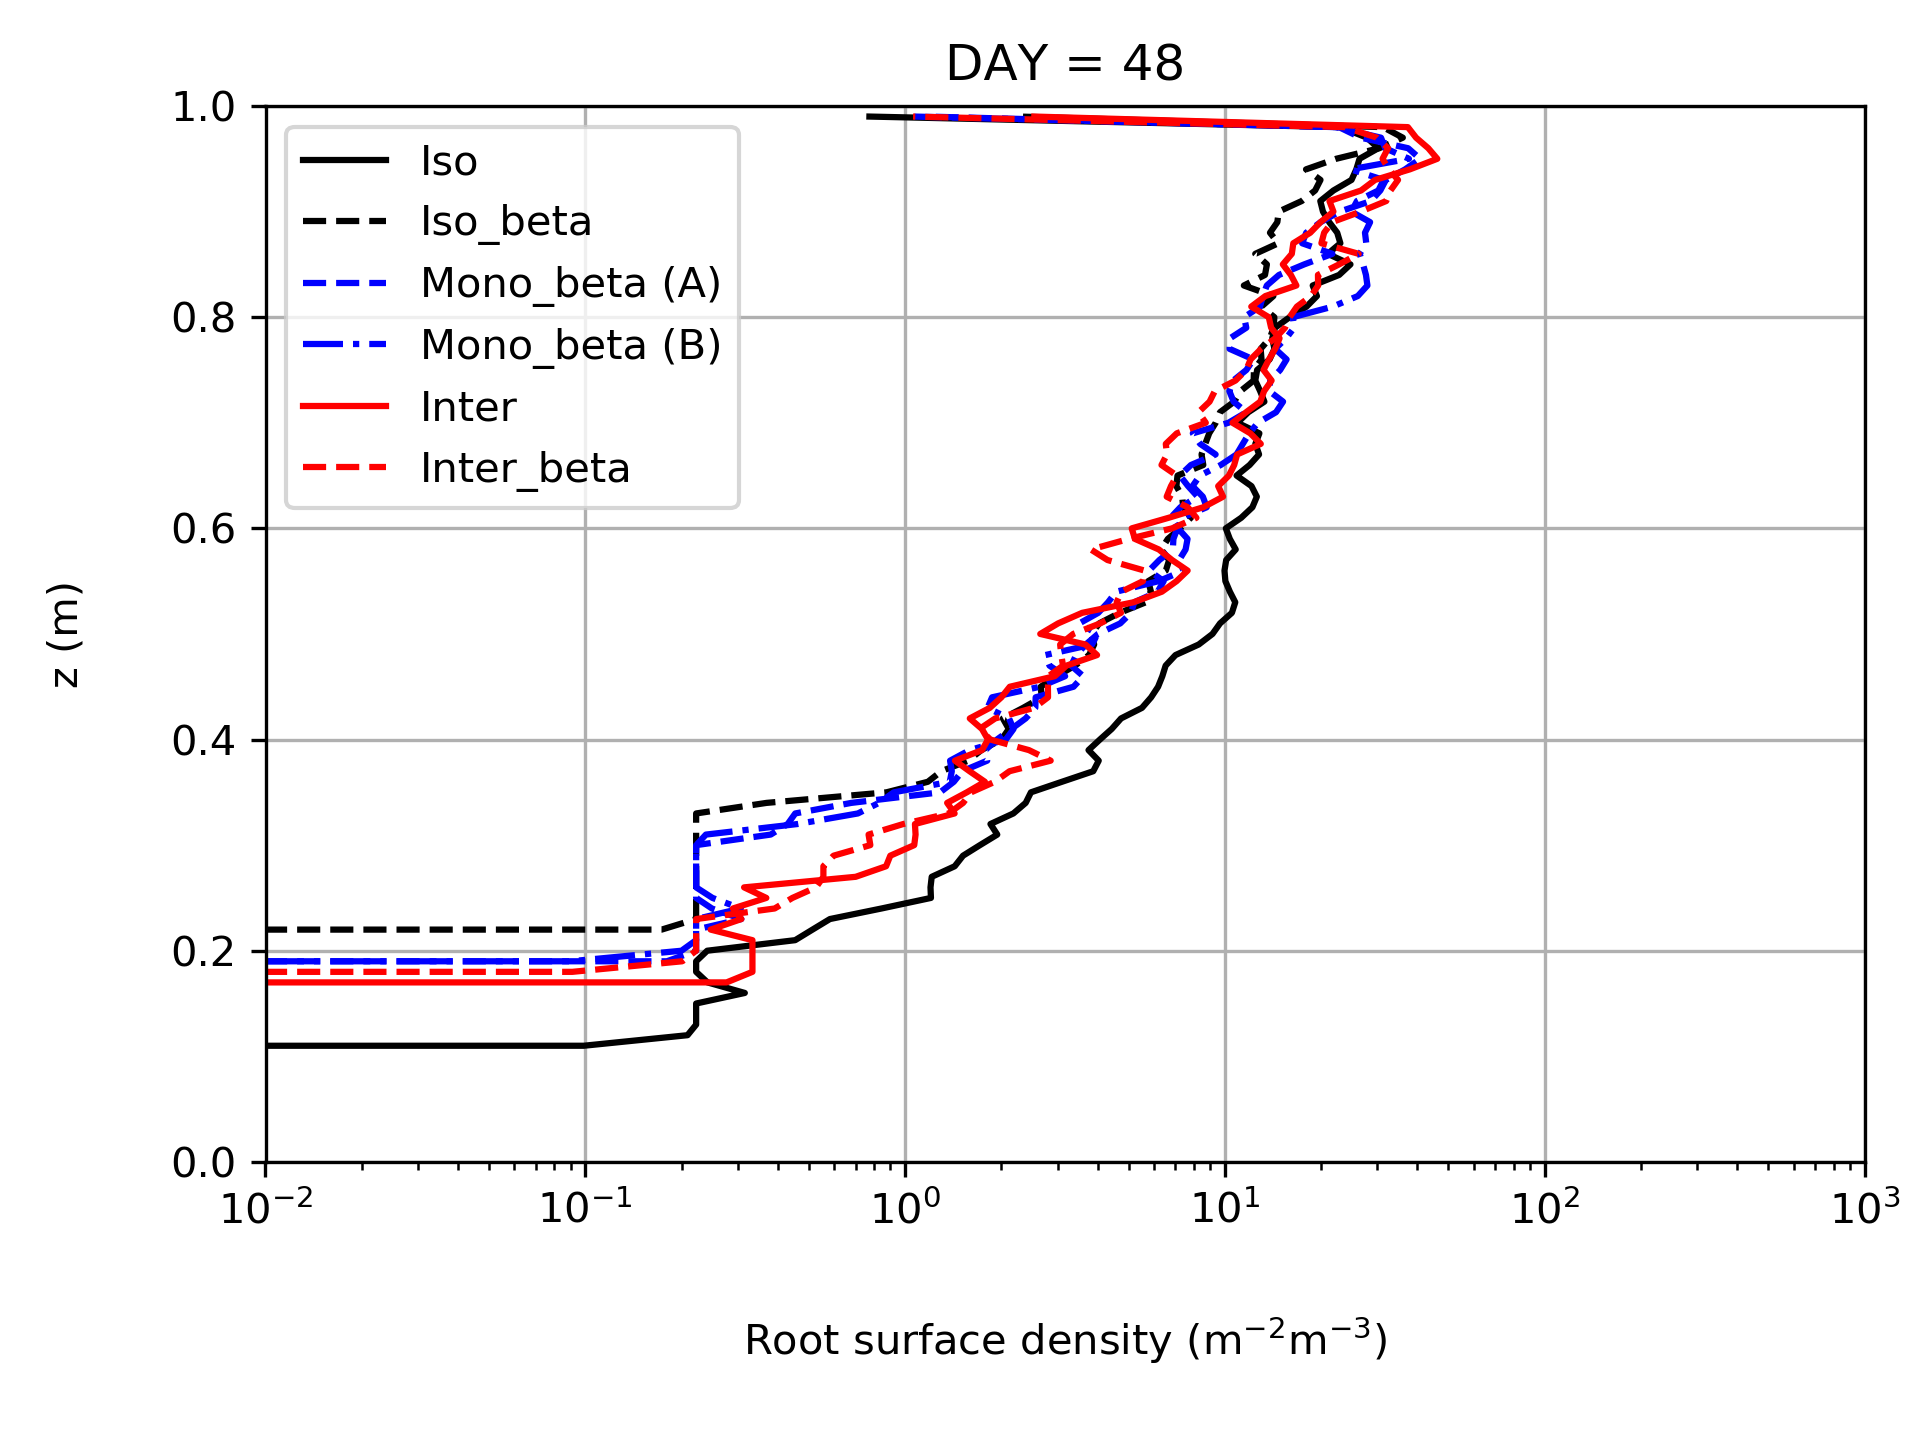 DAY = 48
1.0
0.8
0.6
0.4
0.2
0.0
z (m)
Iso
Iso_beta
Mono_beta (A)
Mono_beta (B)
Inter
Inter_beta
10⁻² 10⁻¹ 10⁰ 10¹ 10² 10³
Root surface density (m⁻²m⁻³)